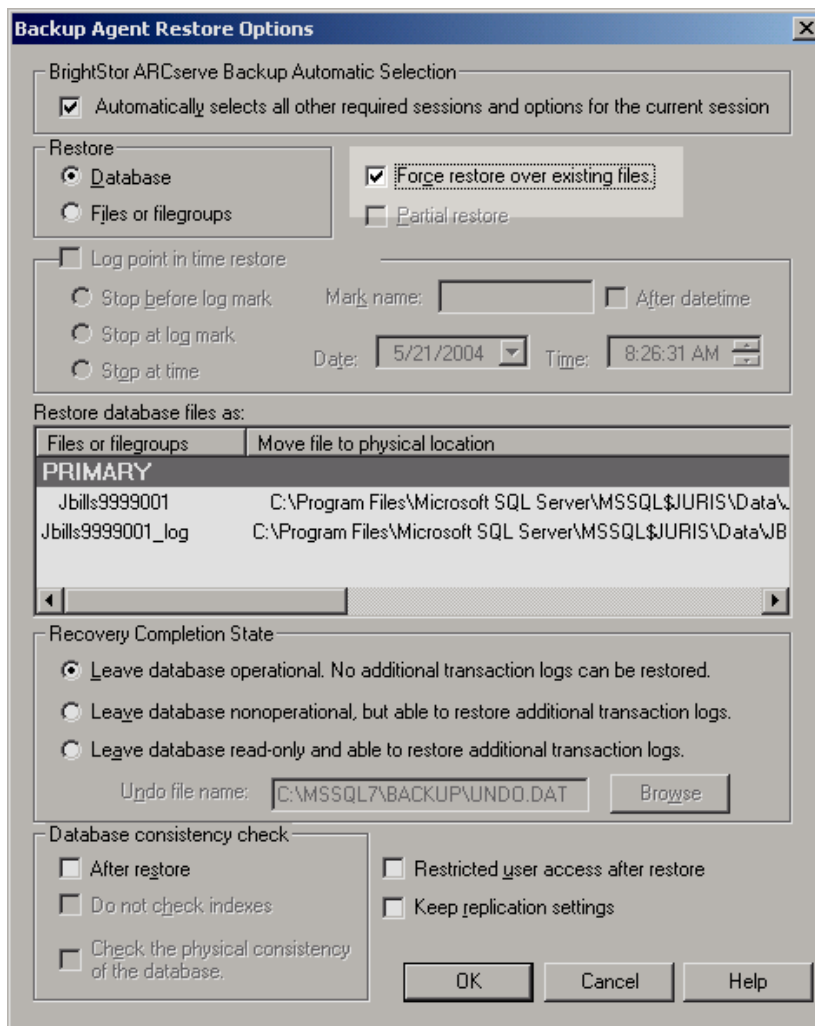 Backup Agent Restore Options
BrightStor ARCserve Backup Automatic Selection
Automatically selects all other required sessions and options for the current session
Restore
Database
Force restore over existing files.
Files or filegroups
Partial restore
Log point in time restore
Stop before log mark
Mark name:
After datetime
Stop at log mark
Date:
5/21/2004
Time:
8:26:31 AM
Stop at time
Restore database files as:
Files or filegroups
Move file to physical location
PRIMARY
Jbills9999001
C:\Program Files\Microsoft SQL Server\MSSQL$JURIS\Data\
Jbills9999001_log
C:\Program Files\Microsoft SQL Server\MSSQL$JURIS\Data\JB
Recovery Completion State
Leave database operational. No additional transaction logs can be restored.
Leave database nonoperational, but able to restore additional transaction logs.
Leave database read-only and able to restore additional transaction logs.
Undo file name:
C:\MSSQL7\BACKUP\UNDO.DAT
Browse
Database consistency check
After restore
Restricted user access after restore
Do not check indexes
Keep replication settings
Check the physical consistency
of the database.
OK
Cancel
Help